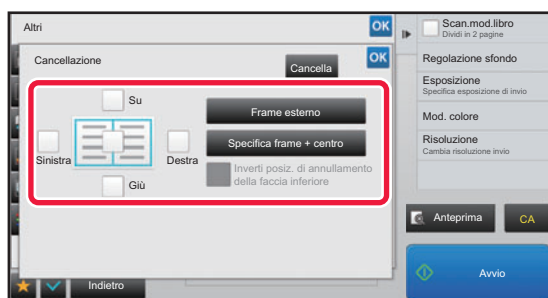 Altri
OK
Cancellazione
Cancella
OK
Su
Sinistra
Destra
Giù
Frame esterno
Specifica frame + centro
Inverti posiz. di annullamento
della faccia inferiore
Indietro
Scan.mod.libro
Dividi in 2 pagine
Regolazione sfondo
Esposizione
Specifica esposizione di invio
Mod. colore
Risoluzione
Cambia risoluzione invio
Anteprima
CA
Avvio